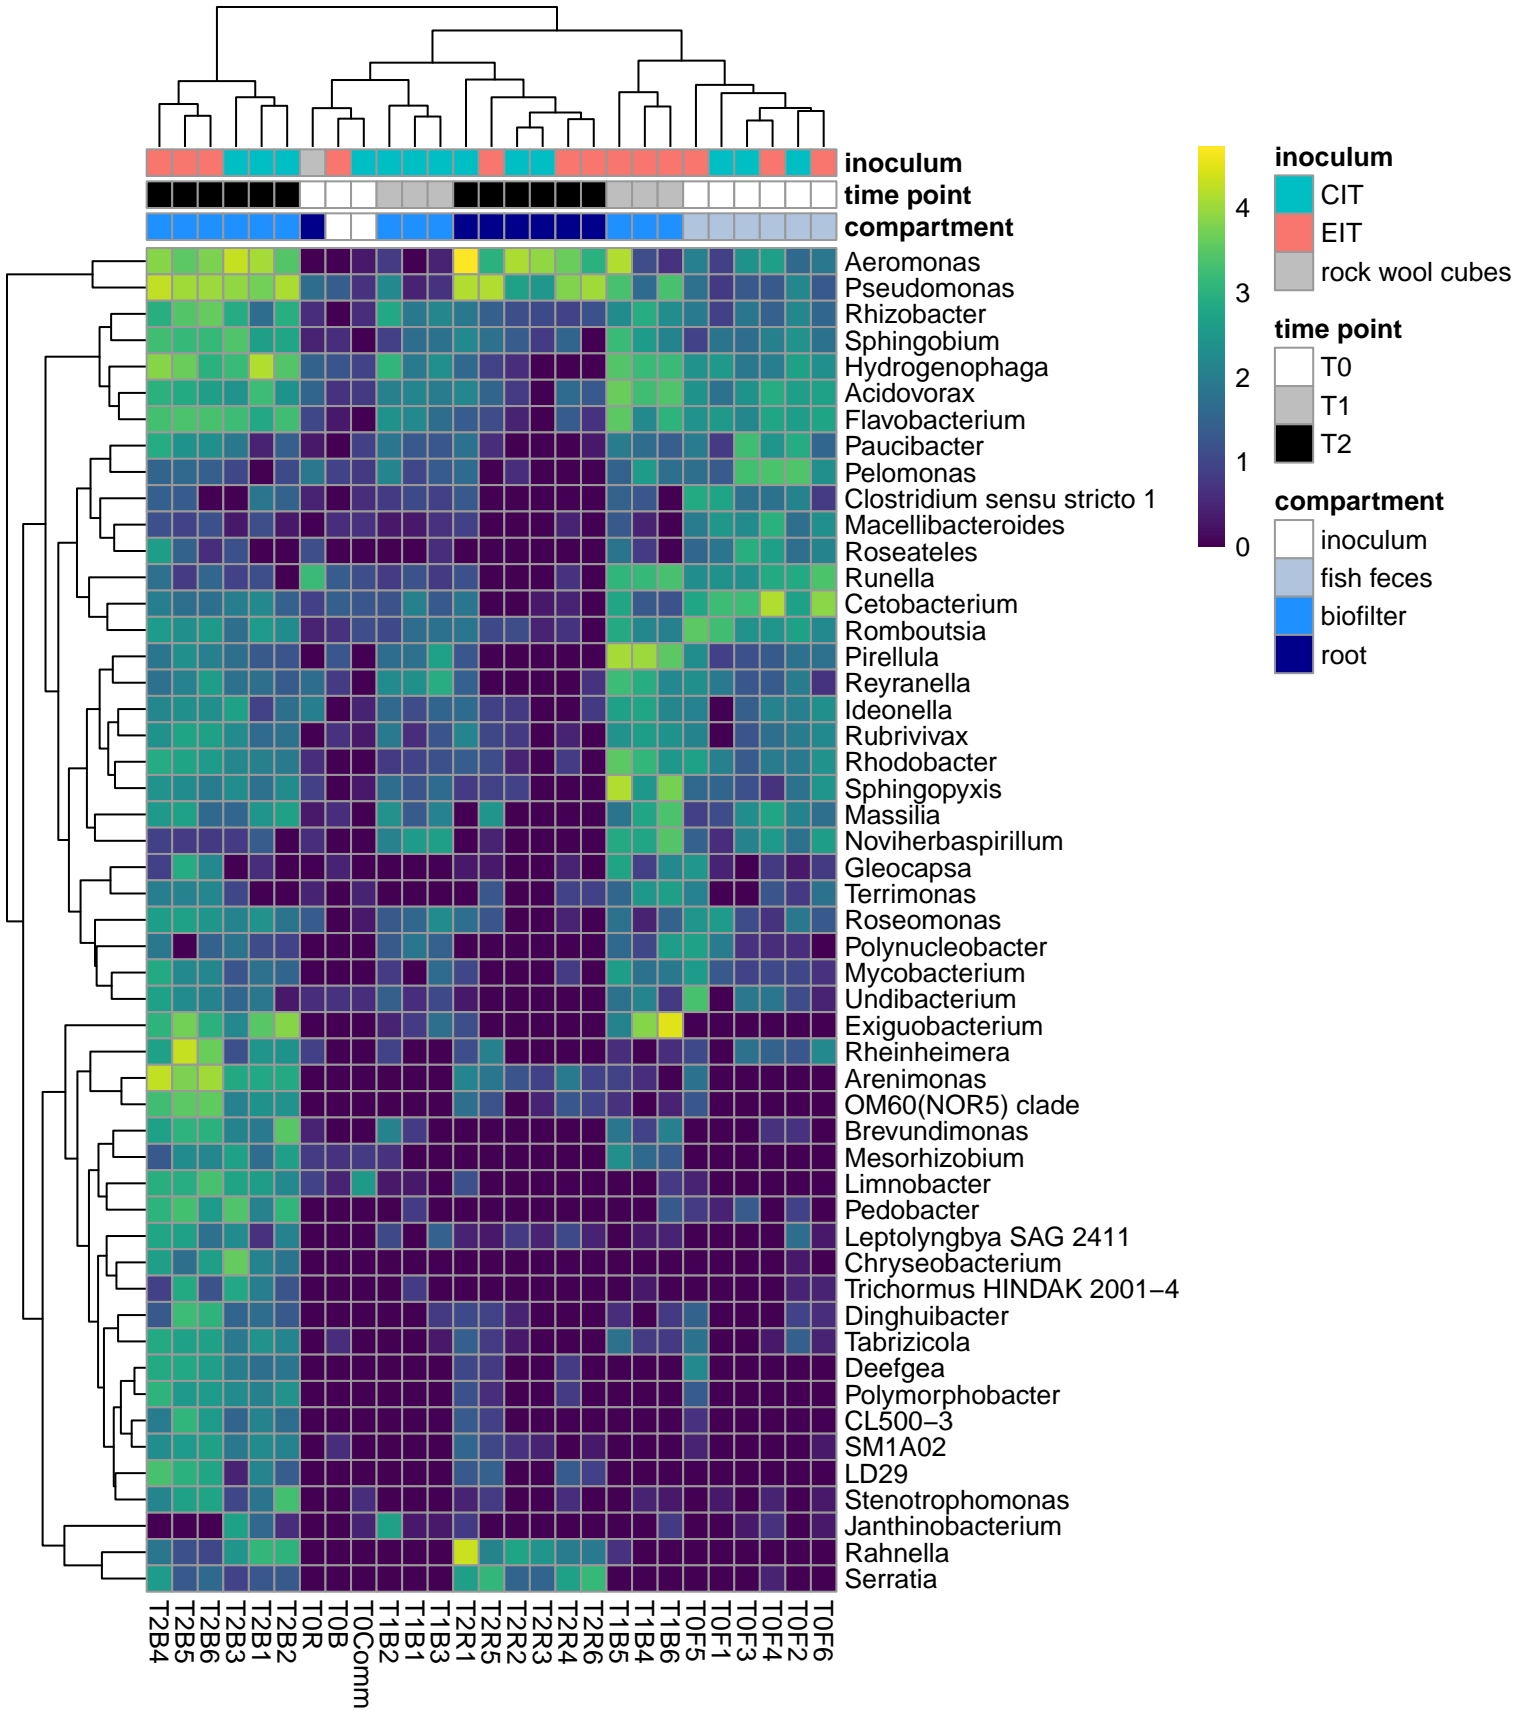 inoculum
time point
compartment
Aeromonas
Pseudomonas
Rhizobacter
Sphingobium
Hydrogenophaga
Acidovorax
Flavobacterium
Paucibacter
Pelomonas
Clostridium sensu stricto 1
Macellibacteroides
Roseateles
Runella
Cetobacterium
Romboutsia
Pirellula
Reyranella
Ideonella
Rubrivivax
Rhodobacter
Sphingopyxis
Massilia
Noviherbaspirillum
Gleocapsa
Terrimonas
Roseomonas
Polynucleobacter
Mycobacterium
Undibacterium
Exiguobacterium
Rheinheimera
Arenimonas
OM60(NOR5) clade
Brevundimonas
Mesorhizobium
Limnobacter
Pedobacter
Leptolyngbya SAG 2411
Chryseobacterium
Trichormus HINDAK 2001−4
Dinghuibacter
Tabrizicola
Deefgea
Polymorphobacter
CL500−3
SM1A02
LD29
Stenotrophomonas
Janthinobacterium
Rahnella
Serratia
T2B4
T2B5
T2B6
T2B3
T2B1
T2B2
T0R
T0B
T0Comm
T1B2
T1B1
T1B3
T2R1
T2R5
T2R2
T2R3
T2R4
T2R6
T1B5
T1B4
T1B6
T0F5
T0F1
T0F3
T0F4
T0F2
T0F6
4
3
2
1
0
inoculum
CIT
EIT
rock wool cubes
time point
T0
T1
T2
compartment
inoculum
fish feces
biofilter
root